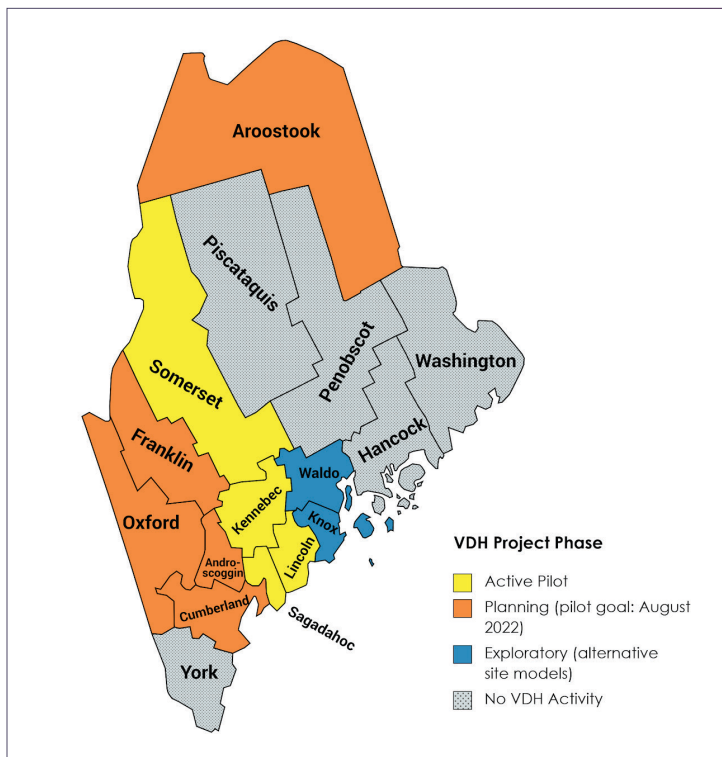 Aroostook
Piscataquis
Penobscot
Washington
Somerset
Hancock
Franklin
Waldo
Kennebec
Oxford
Knox
Lincoln
Andro-
scoggin
Cumberland
Sagadahoc
York
VDH Project Phase
Active Pilot
Planning (pilot goal: August
2022)
Exploratory (alternative
site models)
No VDH Activity